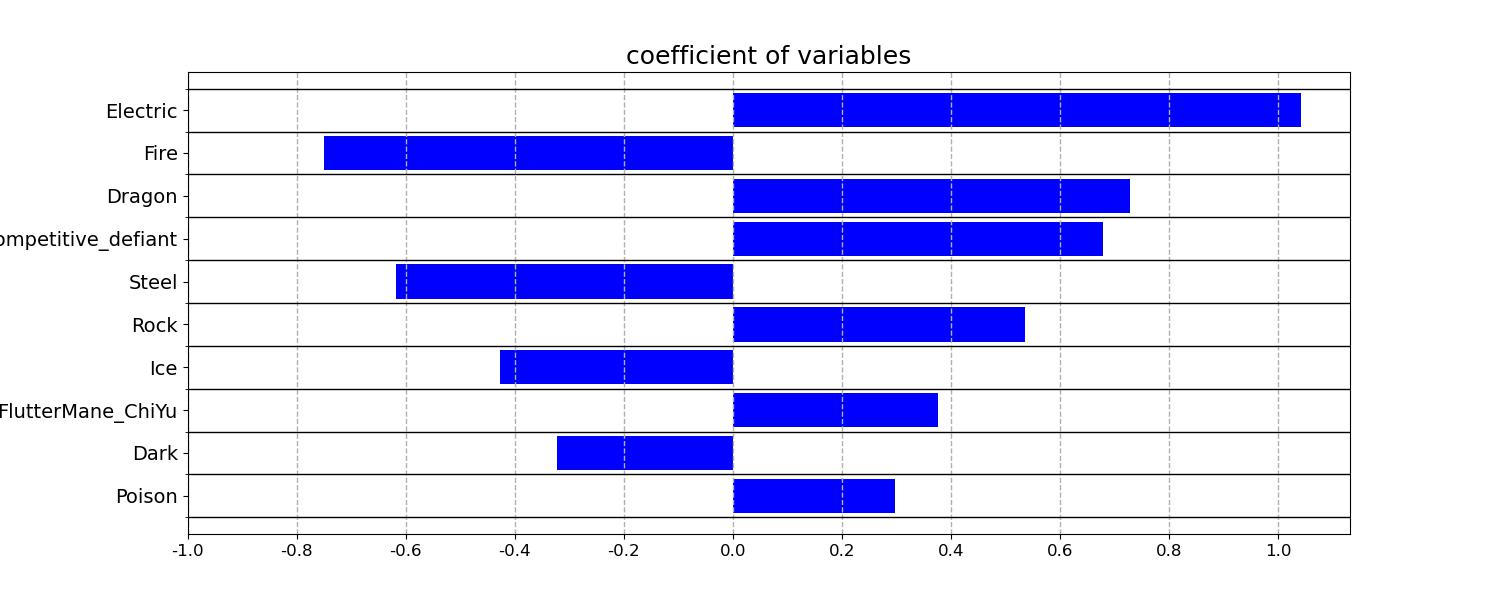 coefficient of variables
Electric
Fire
Dragon
ompetitive_defiant
Steel
Rock
Ice
FlutterMane_ChiYu
Dark
Poison
-1.0 -0.8 -0.6 -0.4 -0.2 0.0 0.2 0.4 0.6 0.8 1.0